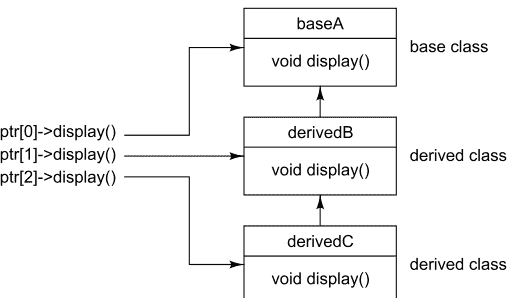 baseA
base class
void display()
ptr[0]->display()
ptr[1]->display()
ptr[2]->display()
derivedB
derived class
void display()
derivedC
derived class
void display()